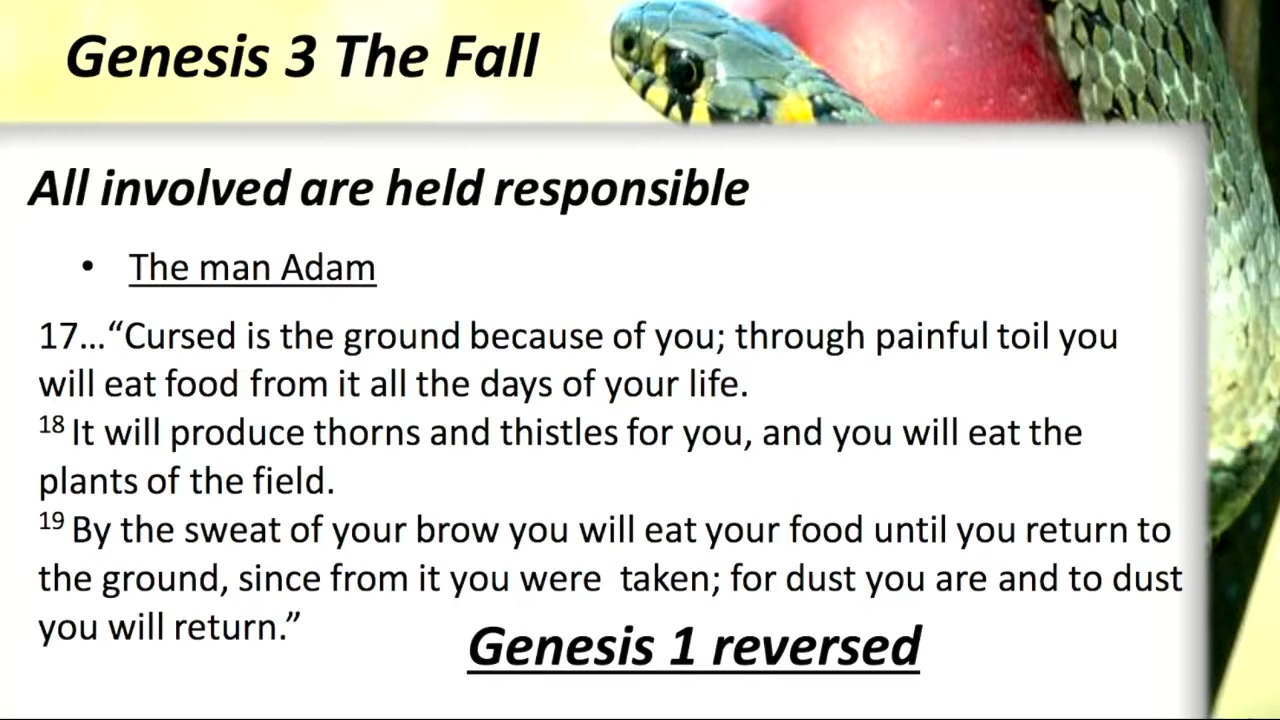 Genesis 3 The Fall
All involved are held responsible
• The man Adam
17...“Cursed is the ground because of you; through painful toil you
will eat food from it all the days of your life.
18 It will produce thorns and thistles for you, and you will eat the
plants of the field.
19 By the sweat of your brow you will eat your food until you return to
the ground, since from it you were taken; for dust you are and to dust
you will return.”
Genesis 1 reversed